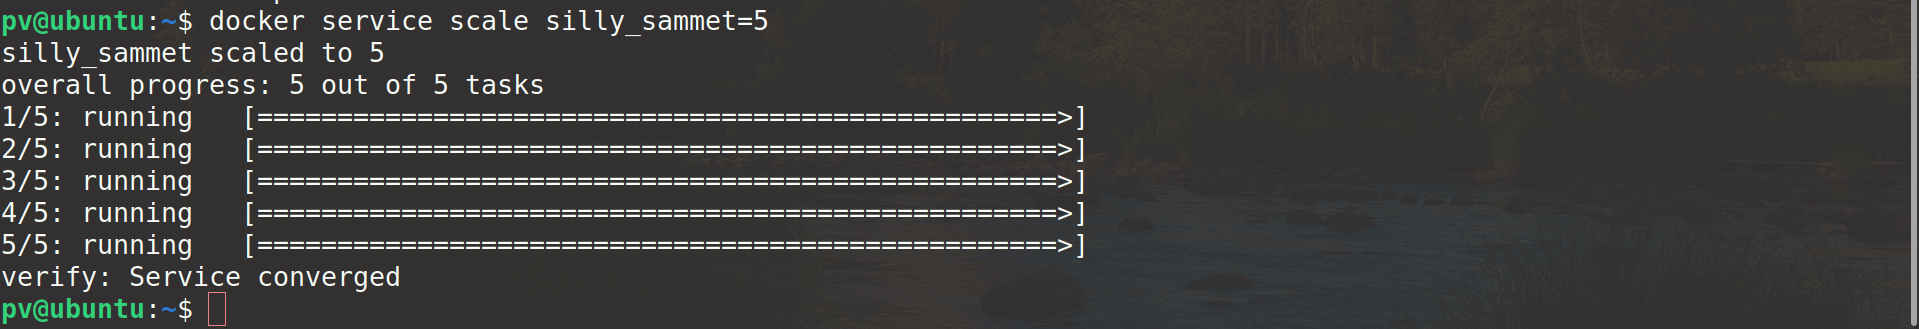 pv@ubuntu:~$ docker service scale silly_sammet=5
silly_sammet scaled to 5
overall progress: 5 out of 5 tasks
1/5: running   [==================================================>]
2/5: running   [==================================================>]
3/5: running   [==================================================>]
4/5: running   [==================================================>]
5/5: running   [==================================================>]
verify: Service converged
pv@ubuntu:~$